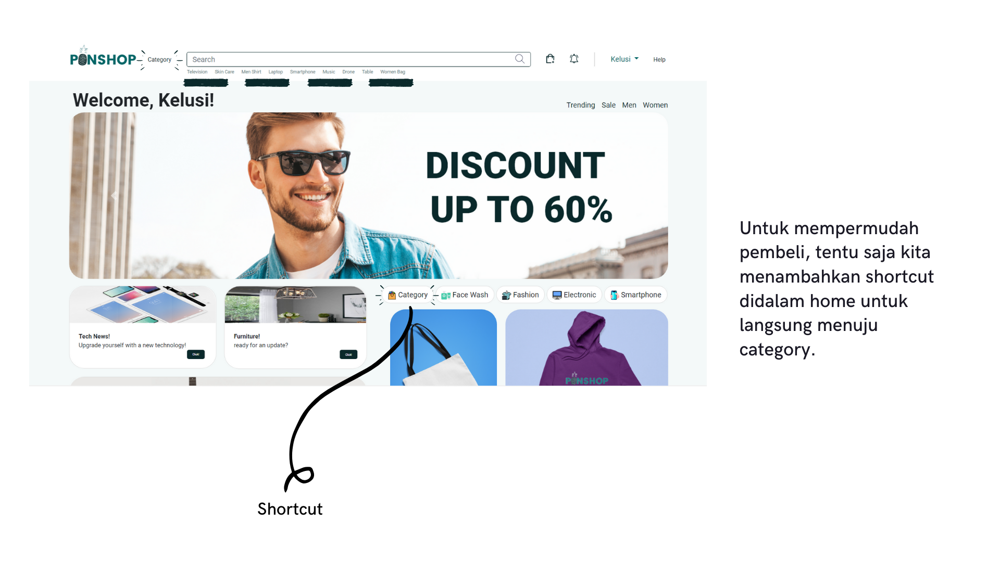 PINSHOP
Category
Search
Kelusi
Help
Television Skin Care Men Shirt Laptop Smartphone Music Drone Table Women Bag
Welcome, Kelusi!
Trending Sale Men Women
DISCOUNT
UP TO 60%
Category Face Wash Fashion Electronic Smartphone
Tech News!
Upgrade yourself with a new technology!
Click!
Furniture!
ready for an update?
Click!
PINSHOP
Shortcut
Untuk mempermudah
pembeli, tentu saja kita
menambahkan shortcut
didalam home untuk
langsung menuju
category.